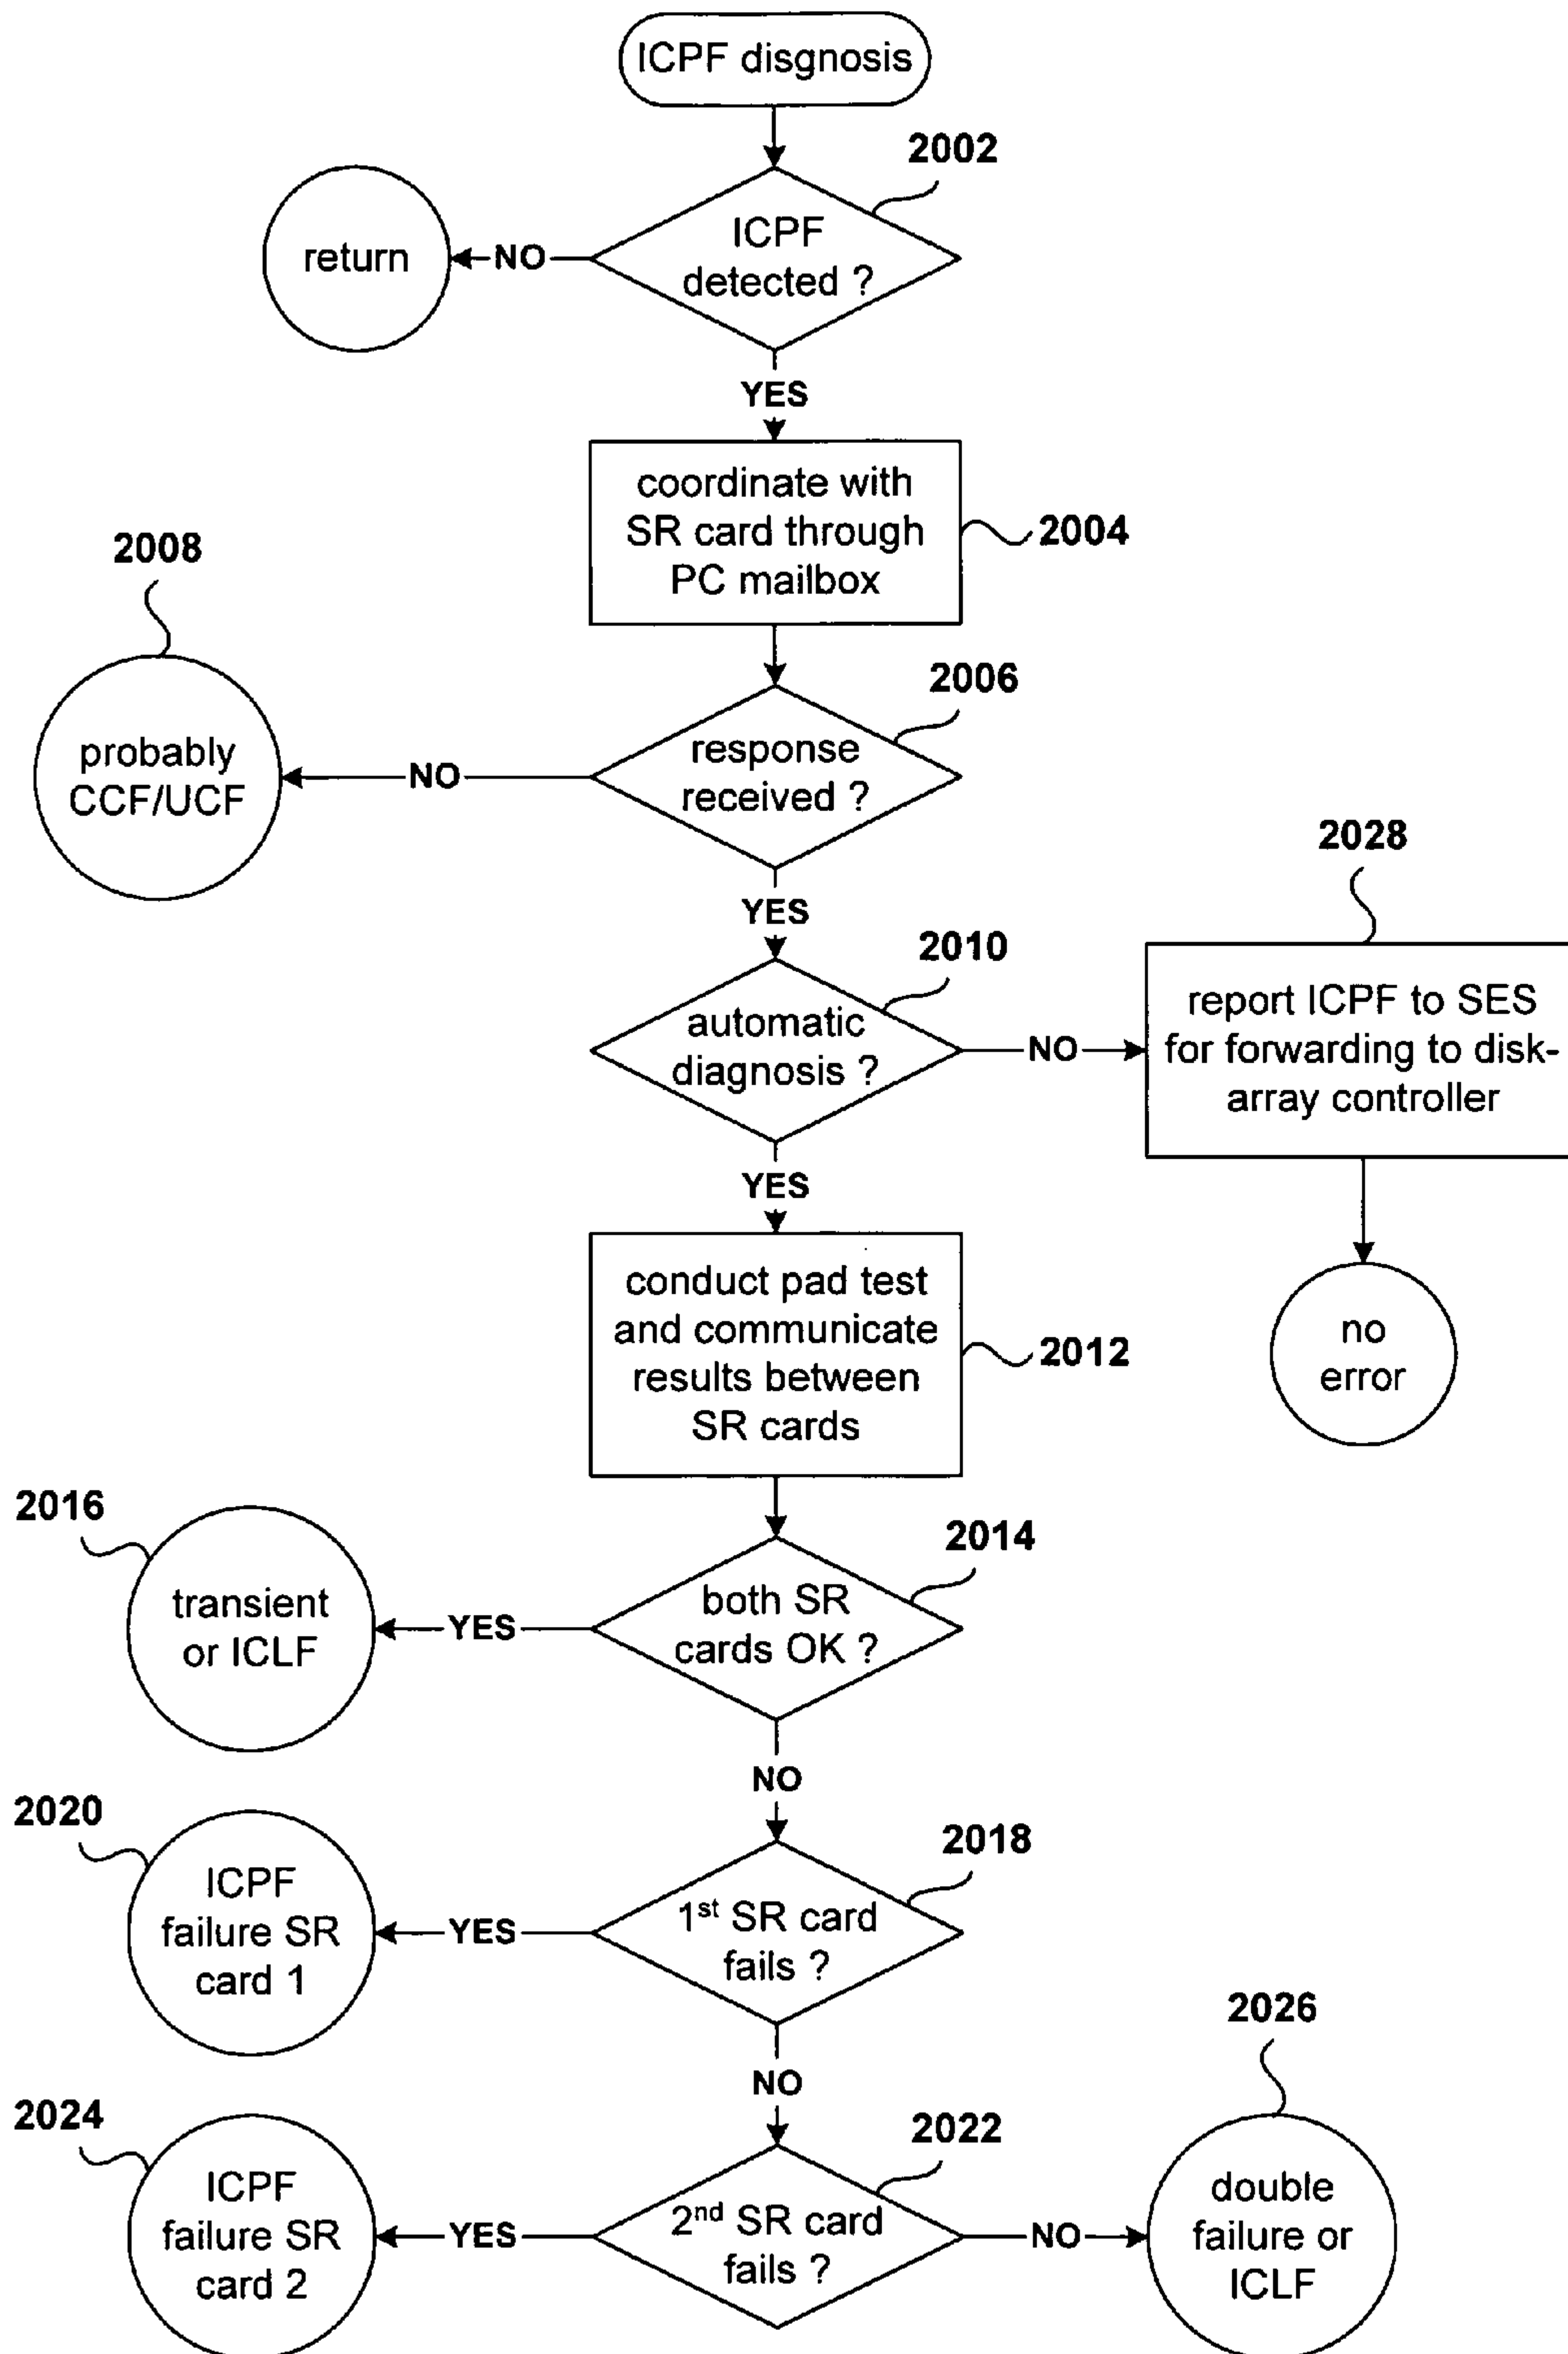 ICPF disgnosis
2002
ICPF
detected ?
NO
return
YES
coordinate with
SR card through
PC mailbox
2004
2008
2006
response
received ?
NO
probably
CCF/UCF
YES
2028
2010
automatic
diagnosis ?
NO
report ICPF to SES
for forwarding to disk-
array controller
YES
conduct pad test
and communicate
results between
SR cards
2012
no
error
2016
2014
both SR
cards OK ?
YES
transient
or ICLF
NO
2020
2018
1st SR card
fails ?
YES
ICPF
failure SR
card 1
NO
2026
2024
2022
2nd SR card
fails ?
YES
ICPF
failure SR
card 2
NO
double
failure or
ICLF